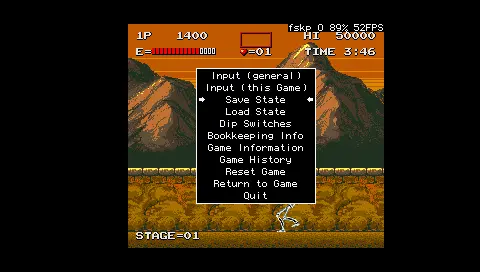 fskp 0 89% 52FPS
1P 1400 HI 50000
E= =01 TIME 3:46
Input (general)
Input (this Game)
Save State
Load State
Dip Switches
Bookkeeping Info
Game Information
Game History
Reset Game
Return to Game
Quit
STAGE=01